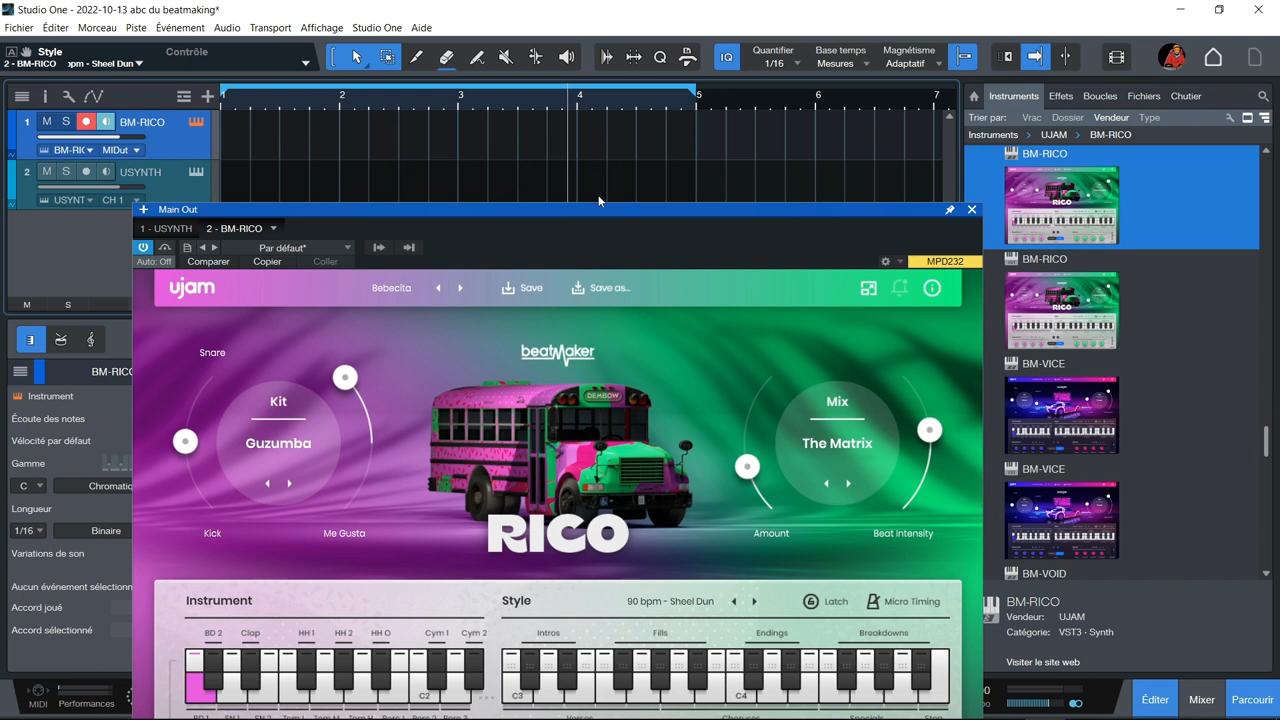 Studio One - 2022-10-13 abc du beatmaking*
Fichier Éditer Morceau Piste Événement Audio Transport Affichage Studio One Aide
Style
Contrôle
2 - BM-RICO ɔpm - Sheel Dun
IQ
Quantifier
1/16
Base temps
Mesures
Magnétisme
Adaptatif
1 2 3 4 5 6 7
1 M S BM-RICO
BM-RIC MIDut
2 M S USYNTH
USYNT CH 1
M S
Instruments Effets Boucles Fichiers Chutier
Trier par: Vrac Dossier Vendeur Type
Instruments > UJAM > BM-RICO
BM-RICO
BM-RICO
BM-VICE
BM-VICE
BM-VOID
Main Out
1 - USYNTH 2 - BM-RICO
Par défaut*
Auto: Off Comparer Copier Coller MPD232
ujam
Bebecita
Save
Save as...
beatMaker
DEMBOW
RICO
Snare
Kit
Guzumba
Kick
Me Gusta
Mix
The Matrix
Amount
Beat Intensity
Instrument
BD 2 Clap HH 1 HH 2 HH O Cym 1 Cym 2
C2
Style
90 bpm - Sheel Dun
Latch
Micro Timing
Intros Fills Endings Breakdowns
C3 C4
BM-RICO
Instrument
Écoute des notes
Vélocité par défaut
Gamme
C Chromatic
Longueur
1/16 Binaire
Variations de son
Aucun événement sélectionn
Accord joué
Accord sélectionné
MIDI
Performances
BM-RICO
Vendeur: UJAM
Catégorie: VST3 · Synth
Visiter le site web
Éditer Mixer Parcourir